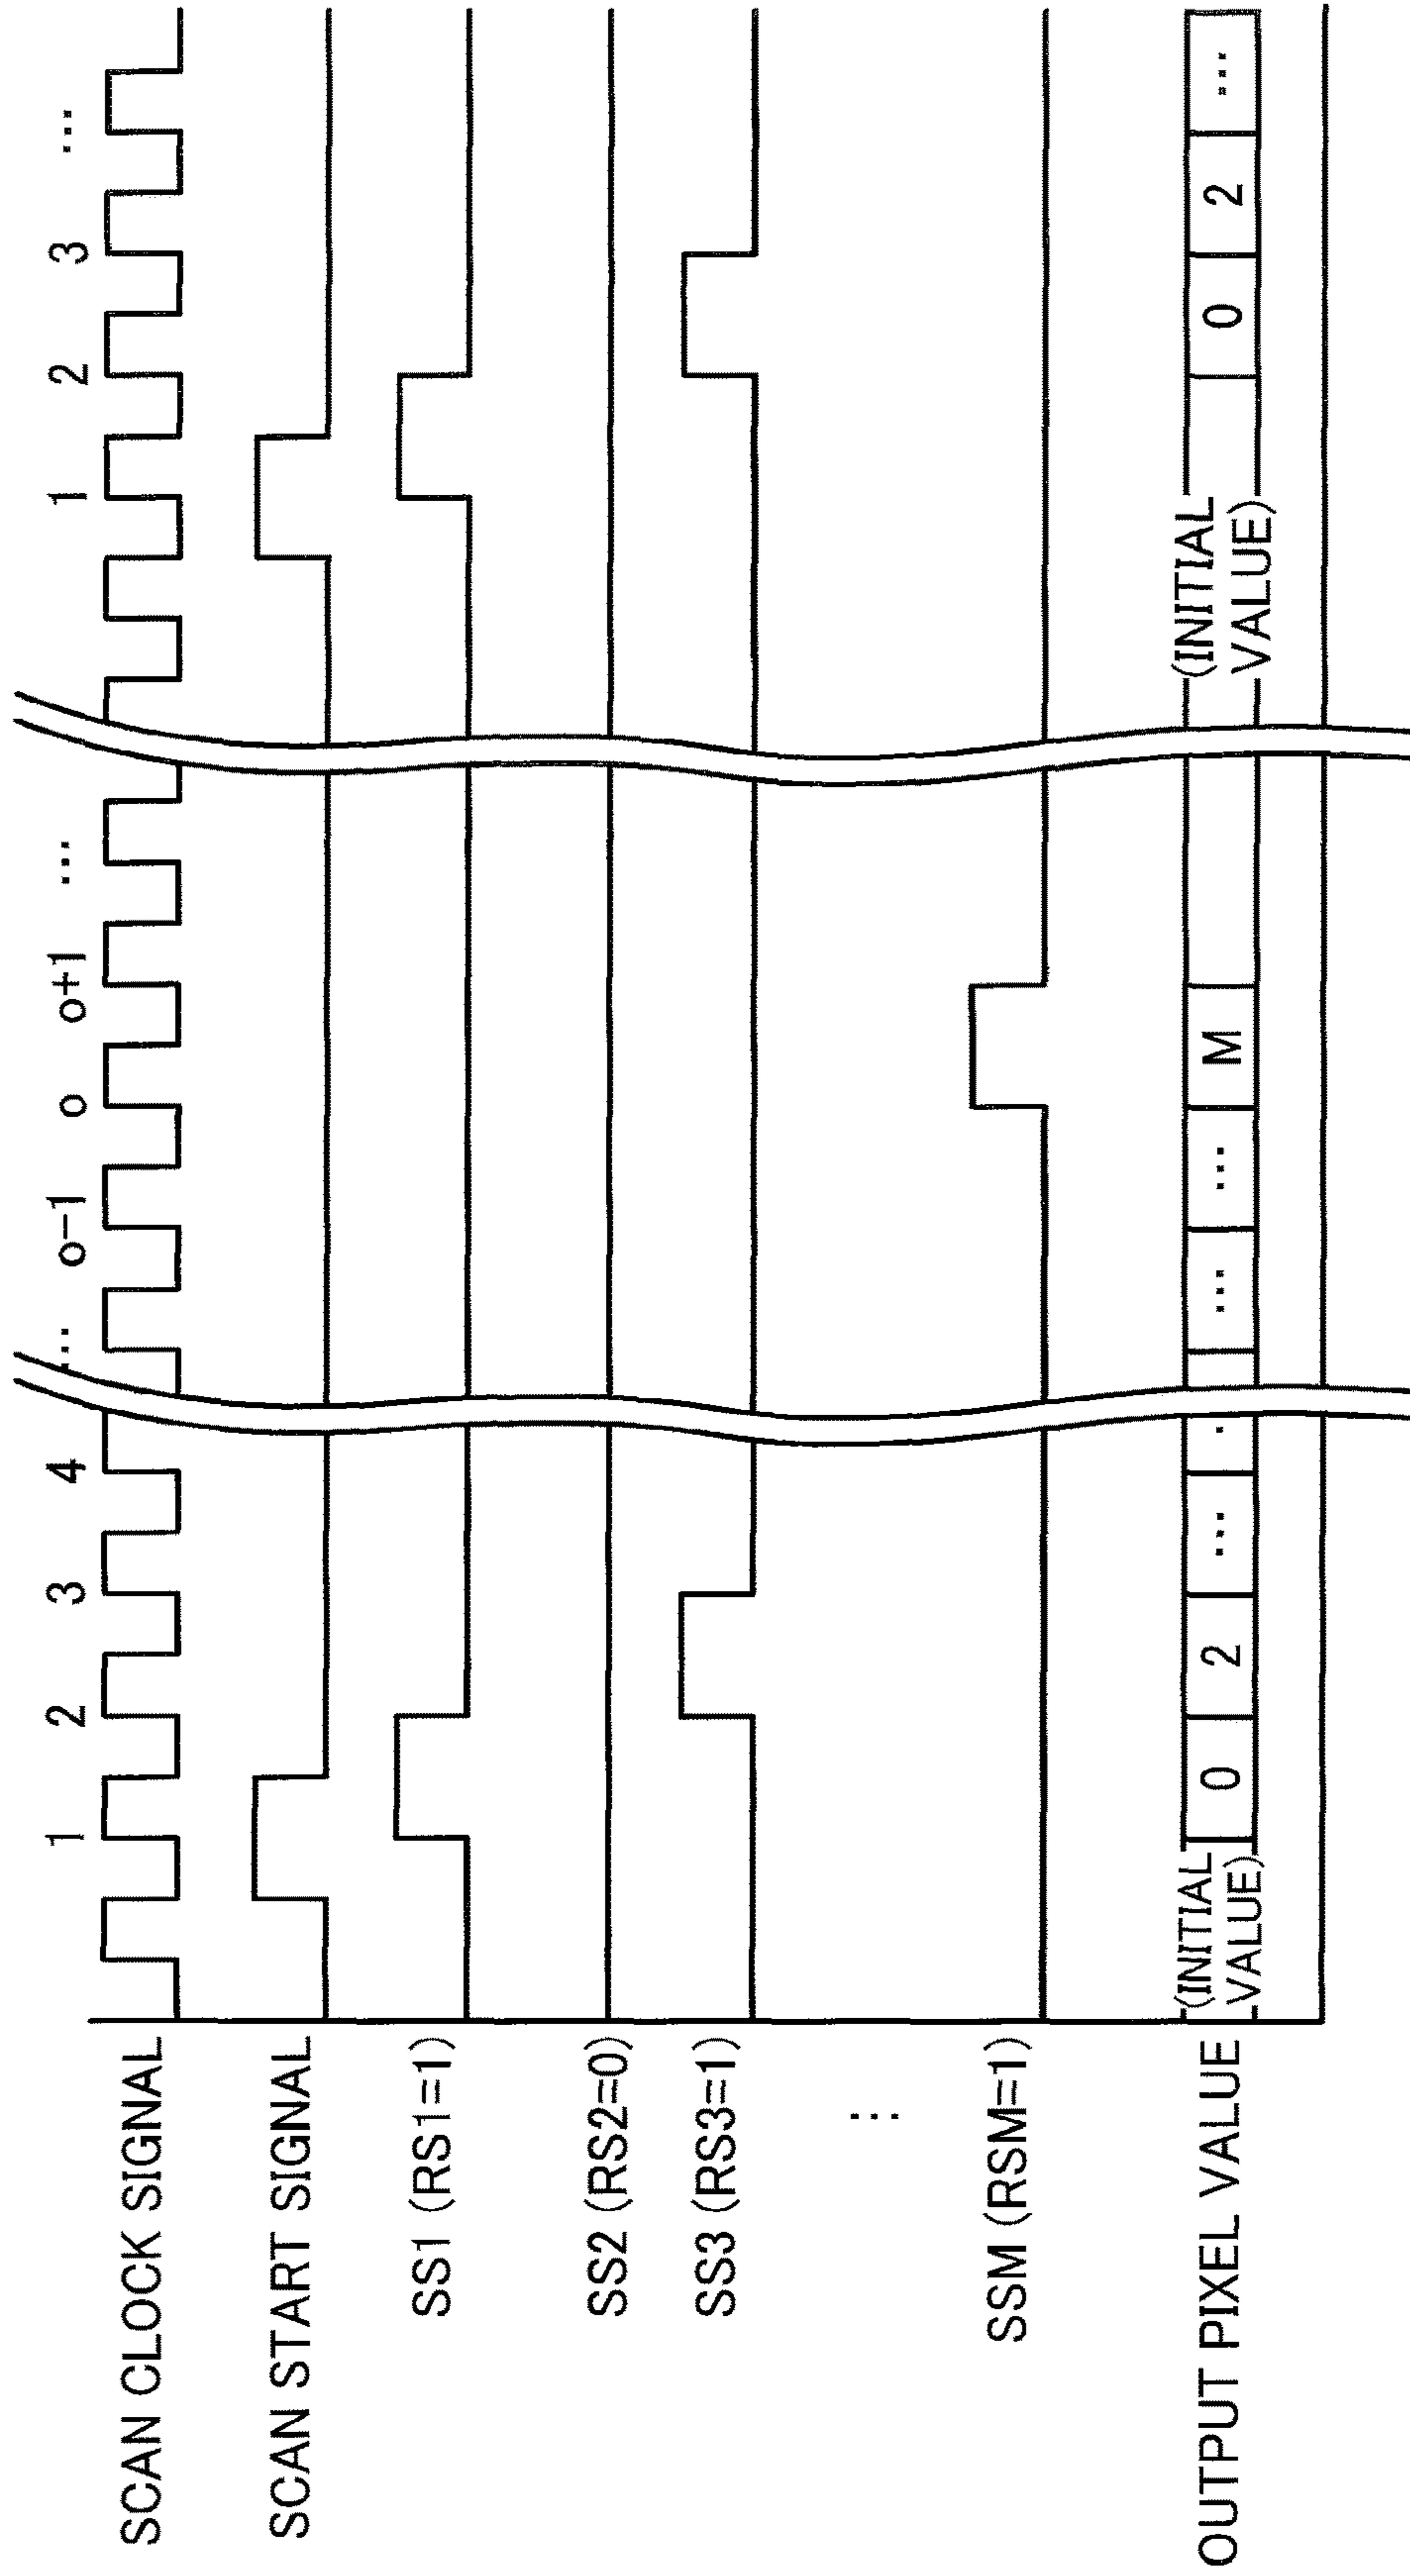 1 2 3 4 ... o−1 o o+1 ... 1 2 3 ...
SCAN CLOCK SIGNAL
SCAN START SIGNAL
SS1 (RS1=1)
SS2 (RS2=0)
SS3 (RS3=1)
...
SSM (RSM=1)
OUTPUT PIXEL VALUE
(INITIAL
VALUE)
0 2 ... . ... ... M
(INITIAL
VALUE)
0 2 ...